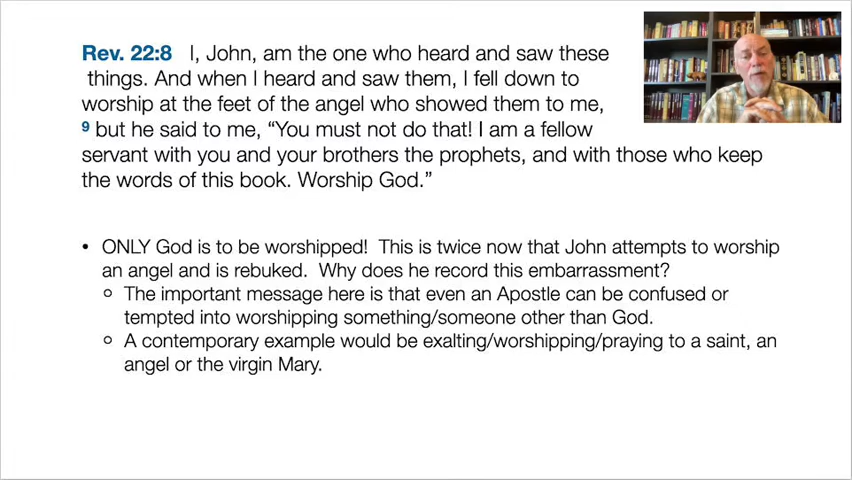 Rev. 22:8 I, John, am the one who heard and saw these
things. And when I heard and saw them, I fell down to
worship at the feet of the angel who showed them to me,
9 but he said to me, “You must not do that! I am a fellow
servant with you and your brothers the prophets, and with those who keep
the words of this book. Worship God.”
• ONLY God is to be worshipped! This is twice now that John attempts to worship
an angel and is rebuked. Why does he record this embarrassment?
o The important message here is that even an Apostle can be confused or
tempted into worshipping something/someone other than God.
o A contemporary example would be exalting/worshipping/praying to a saint, an
angel or the virgin Mary.